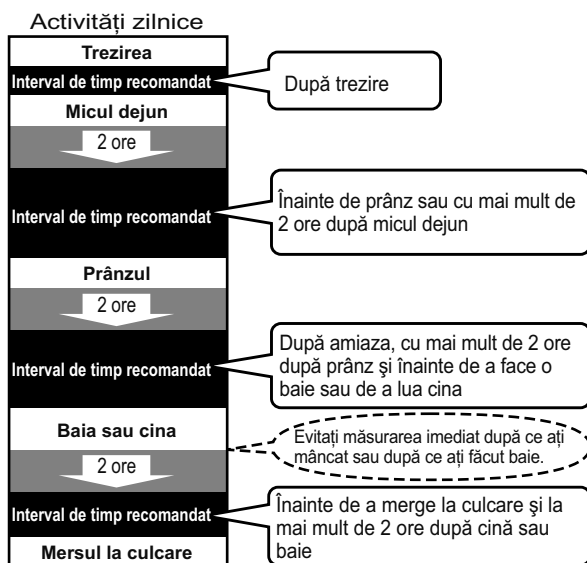 Activități zilnice
Trezirea
Interval de timp recomandat
După trezire
Micul dejun
2 ore
Interval de timp recomandat
Înainte de prânz sau cu mai mult de
2 ore după micul dejun
Prânzul
2 ore
Interval de timp recomandat
După amiaza, cu mai mult de 2 ore
după prânz şi înainte de a face o
baie sau de a lua cina
Baia sau cina
Evitați măsurarea imediat după ce ați
mâncat sau după ce ați făcut baie.
2 ore
Interval de timp recomandat
Înainte de a merge la culcare şi la
mai mult de 2 ore după cină sau
baie
Mersul la culcare